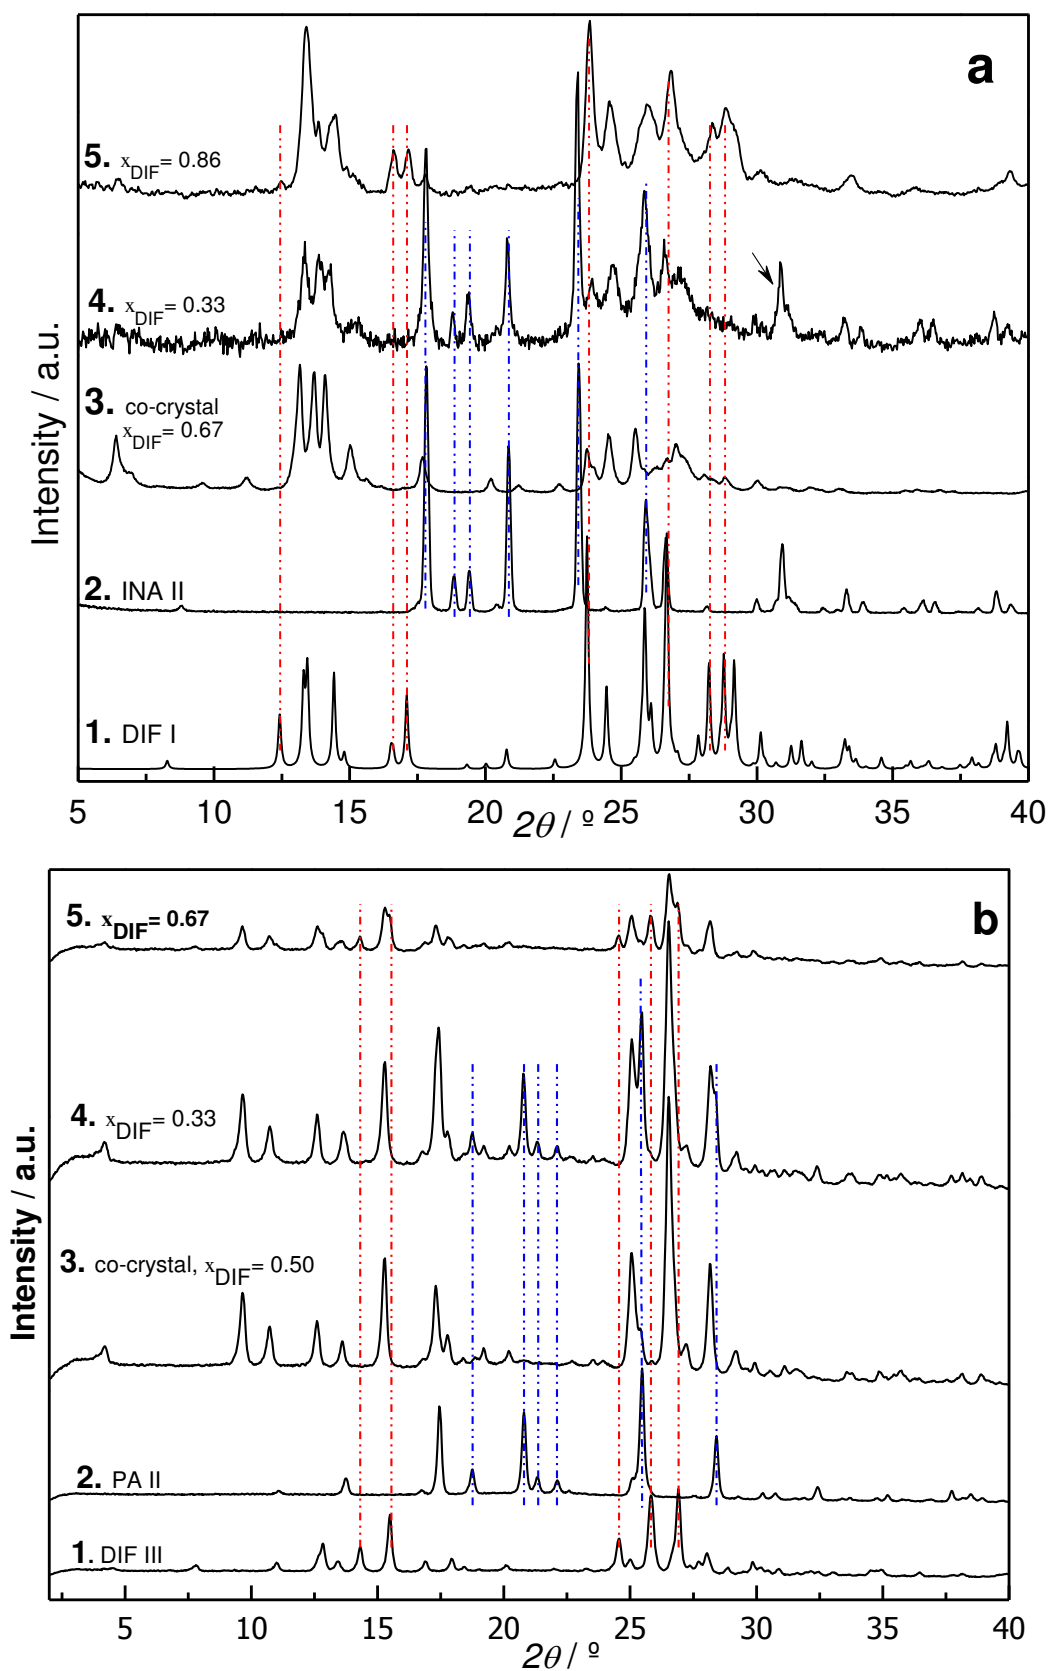 a
5. xDIF= 0.86
4. xDIF= 0.33
3. co-crystal
xDIF= 0.67
2. INA II
1. DIF I
Intensity / a.u.
5 10 15 20 25 30 35 40
2θ / º
b
5. xDIF= 0.67
4. xDIF= 0.33
3. co-crystal, xDIF= 0.50
2. PA II
1. DIF III
Intensity / a.u.
5 10 15 20 25 30 35 40
2θ / º